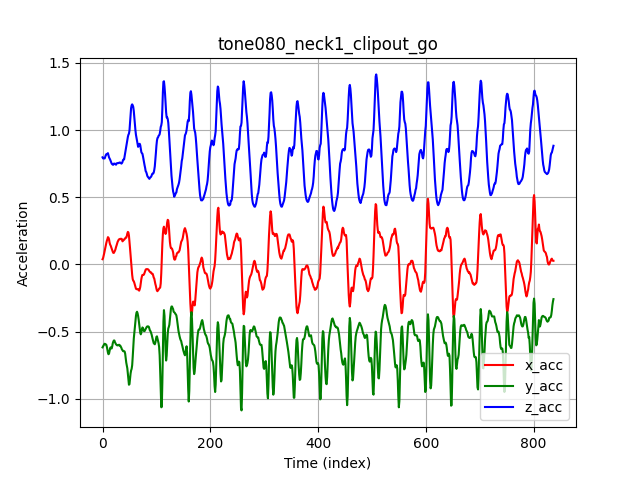 tone080_neck1_clipout_go
1.5
1.0
0.5
0.0
−0.5
−1.0
Acceleration
0
200
400
600
800
Time (index)
x_acc
y_acc
z_acc